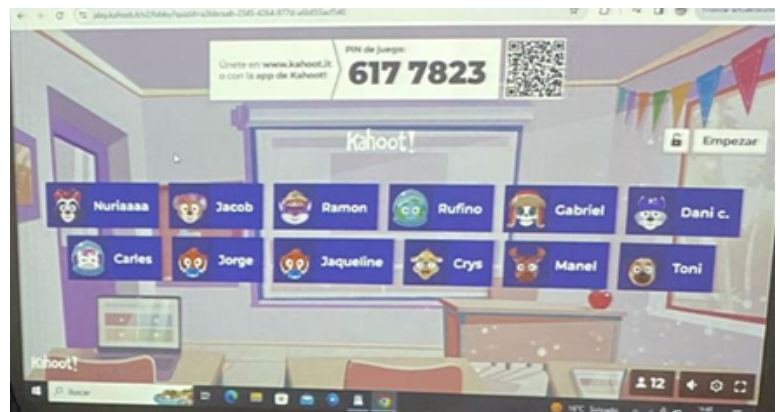 Únete en www.kahoot.it
o con la app de Kahoot!
PIN de juego:
617 7823
Kahoot!
Empezar
Nuriaaaa
Jacob
Ramon
Rufino
Gabriel
Dani c.
Carles
Jorge
Jaqueline
Crys
Manel
Toni
Kahoot!
12
Buscar